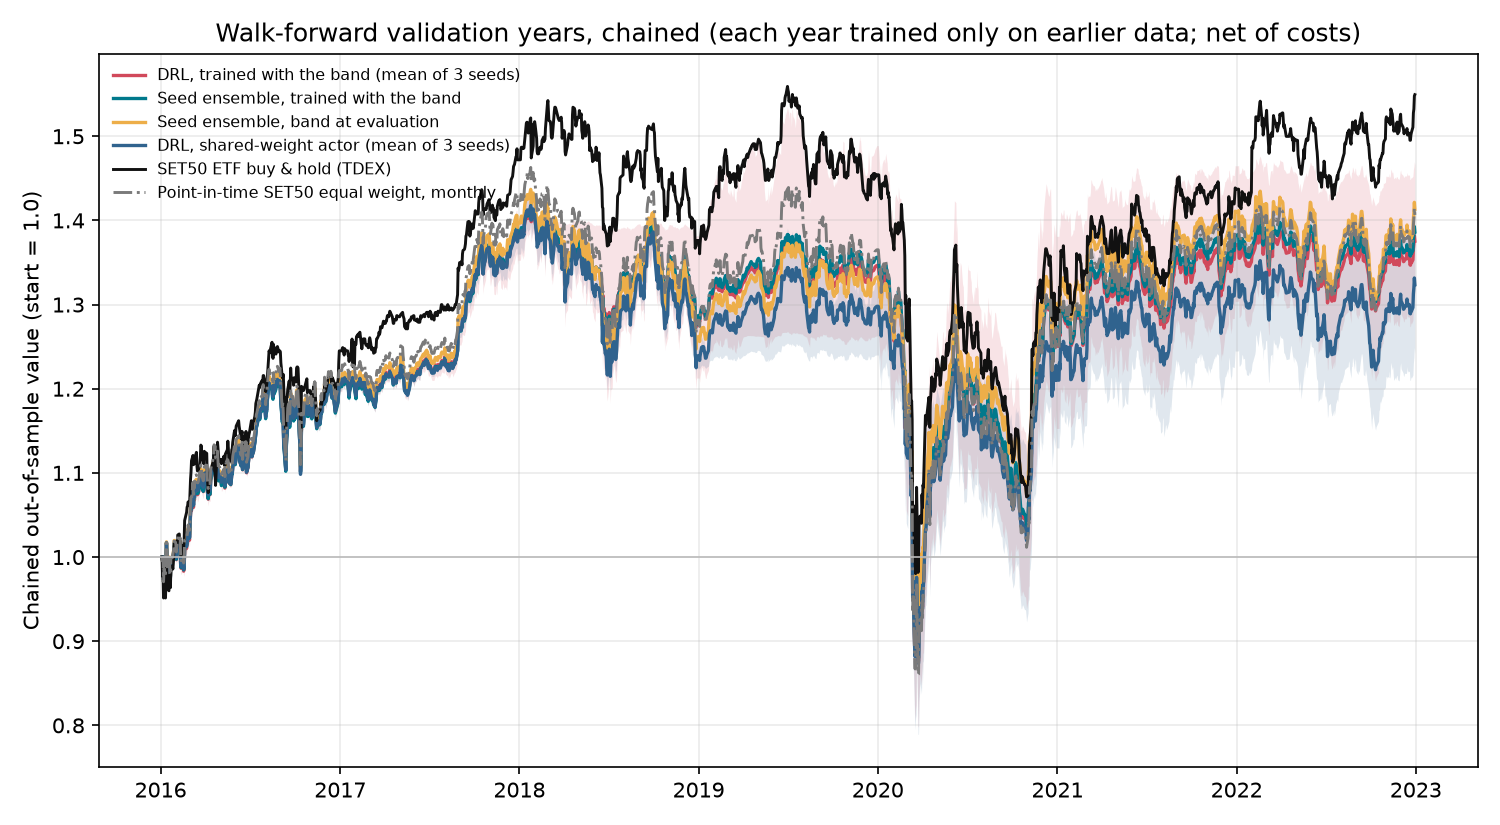 Walk-forward validation years, chained (each year trained only on earlier data; net of costs)
DRL, trained with the band (mean of 3 seeds)
Seed ensemble, trained with the band
Seed ensemble, band at evaluation
DRL, shared-weight actor (mean of 3 seeds)
SET50 ETF buy & hold (TDEX)
Point-in-time SET50 equal weight, monthly
Chained out-of-sample value (start = 1.0)
1.5
1.4
1.3
1.2
1.1
1.0
0.9
0.8
2016 2017 2018 2019 2020 2021 2022 2023